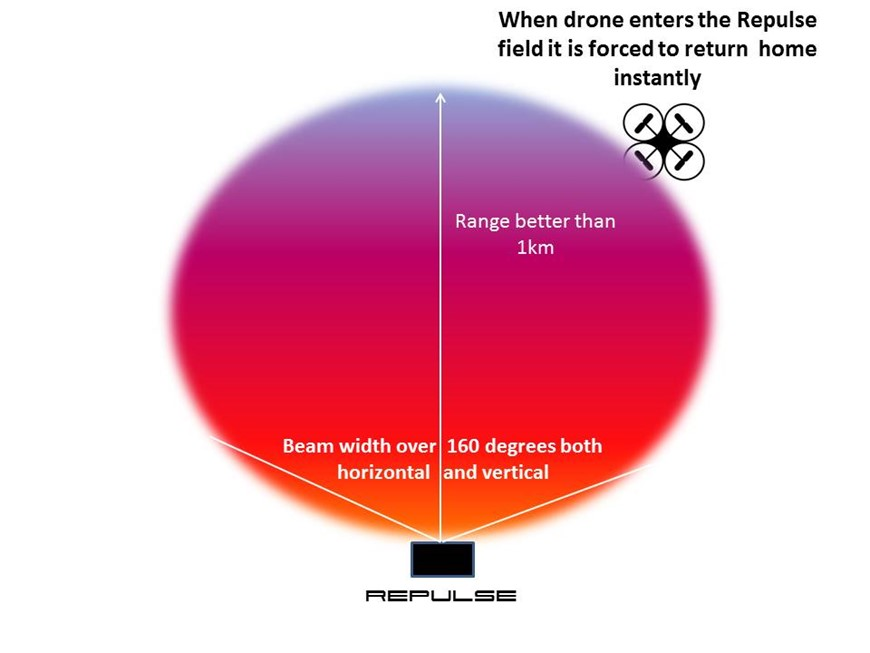 When drone enters the Repulse
field it is forced to return home
instantly
Range better than
1km
Beam width over 160 degrees both
horizontal and vertical
REPULSE